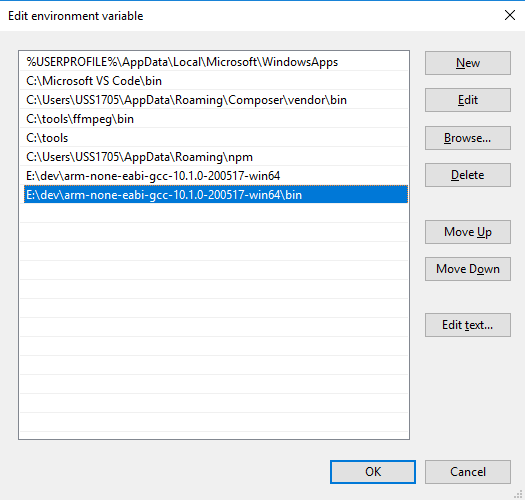 Edit environment variable
%USERPROFILE%\AppData\Local\Microsoft\WindowsApps
C:\Microsoft VS Code\bin
C:\Users\USS1705\AppData\Roaming\Composer\vendor\bin
C:\tools\ffmpeg\bin
C:\tools
C:\Users\USS1705\AppData\Roaming\npm
E:\dev\arm-none-eabi-gcc-10.1.0-200517-win64
E:\dev\arm-none-eabi-gcc-10.1.0-200517-win64\bin
New
Edit
Browse...
Delete
Move Up
Move Down
Edit text...
OK
Cancel